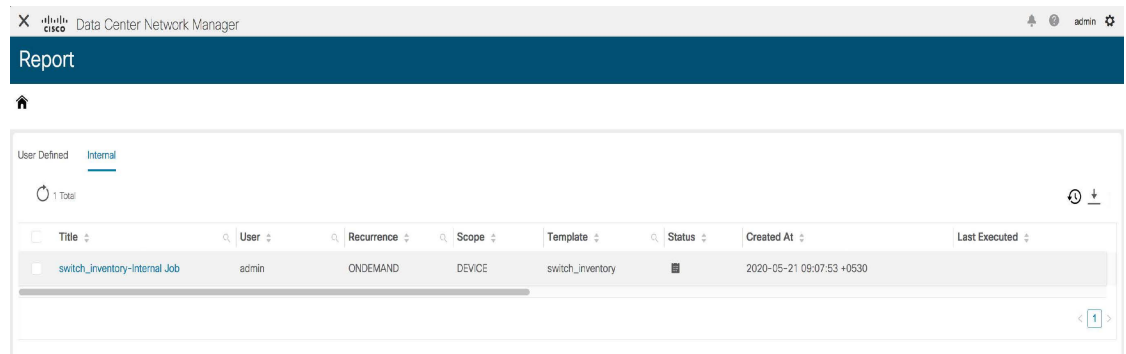 X cisco Data Center Network Manager admin
Report
User Defined Internal
1 Total
Title User Recurrence Scope Template Status Created At Last Executed
switch_inventory-Internal Job admin ONDEMAND DEVICE switch_inventory 2020-05-21 09:07:53 +0530
< 1 >